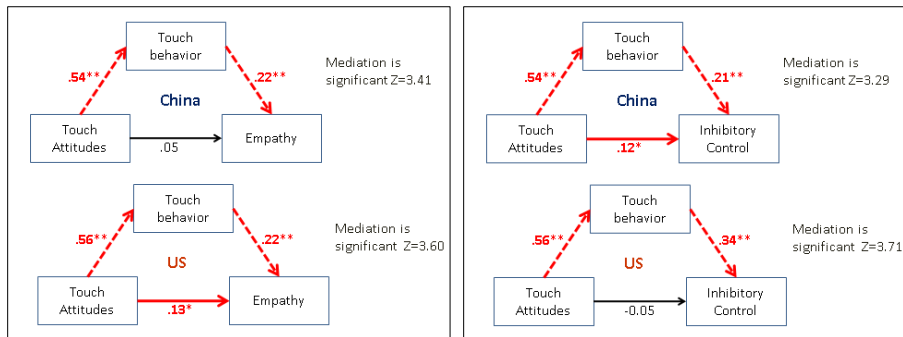 Touch
behavior
.54**
.22**
Mediation is
significant Z=3.41
China
Touch
Attitudes
.05
Empathy
Touch
behavior
.56**
.22**
Mediation is
significant Z=3.60
US
Touch
Attitudes
.13*
Empathy
Touch
behavior
.54**
.21**
Mediation is
significant Z=3.29
China
Touch
Attitudes
.12*
Inhibitory
Control
Touch
behavior
.56**
.34**
Mediation is
significant Z=3.71
US
Touch
Attitudes
-0.05
Inhibitory
Control